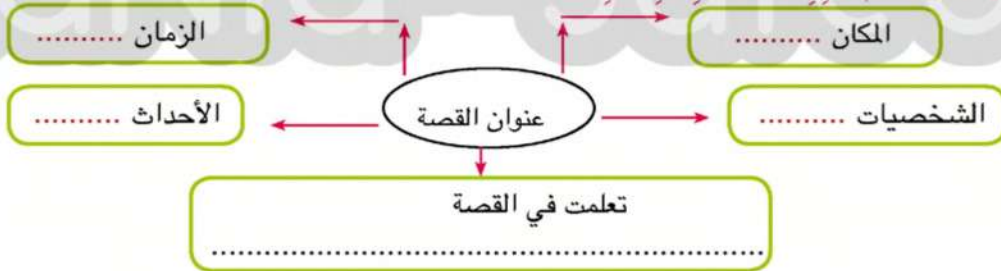 المكان ..........
الزمان ..........
عنوان القصة
الشخصيات ..........
الأحداث ..........
تعلمت في القصة
..................................................................